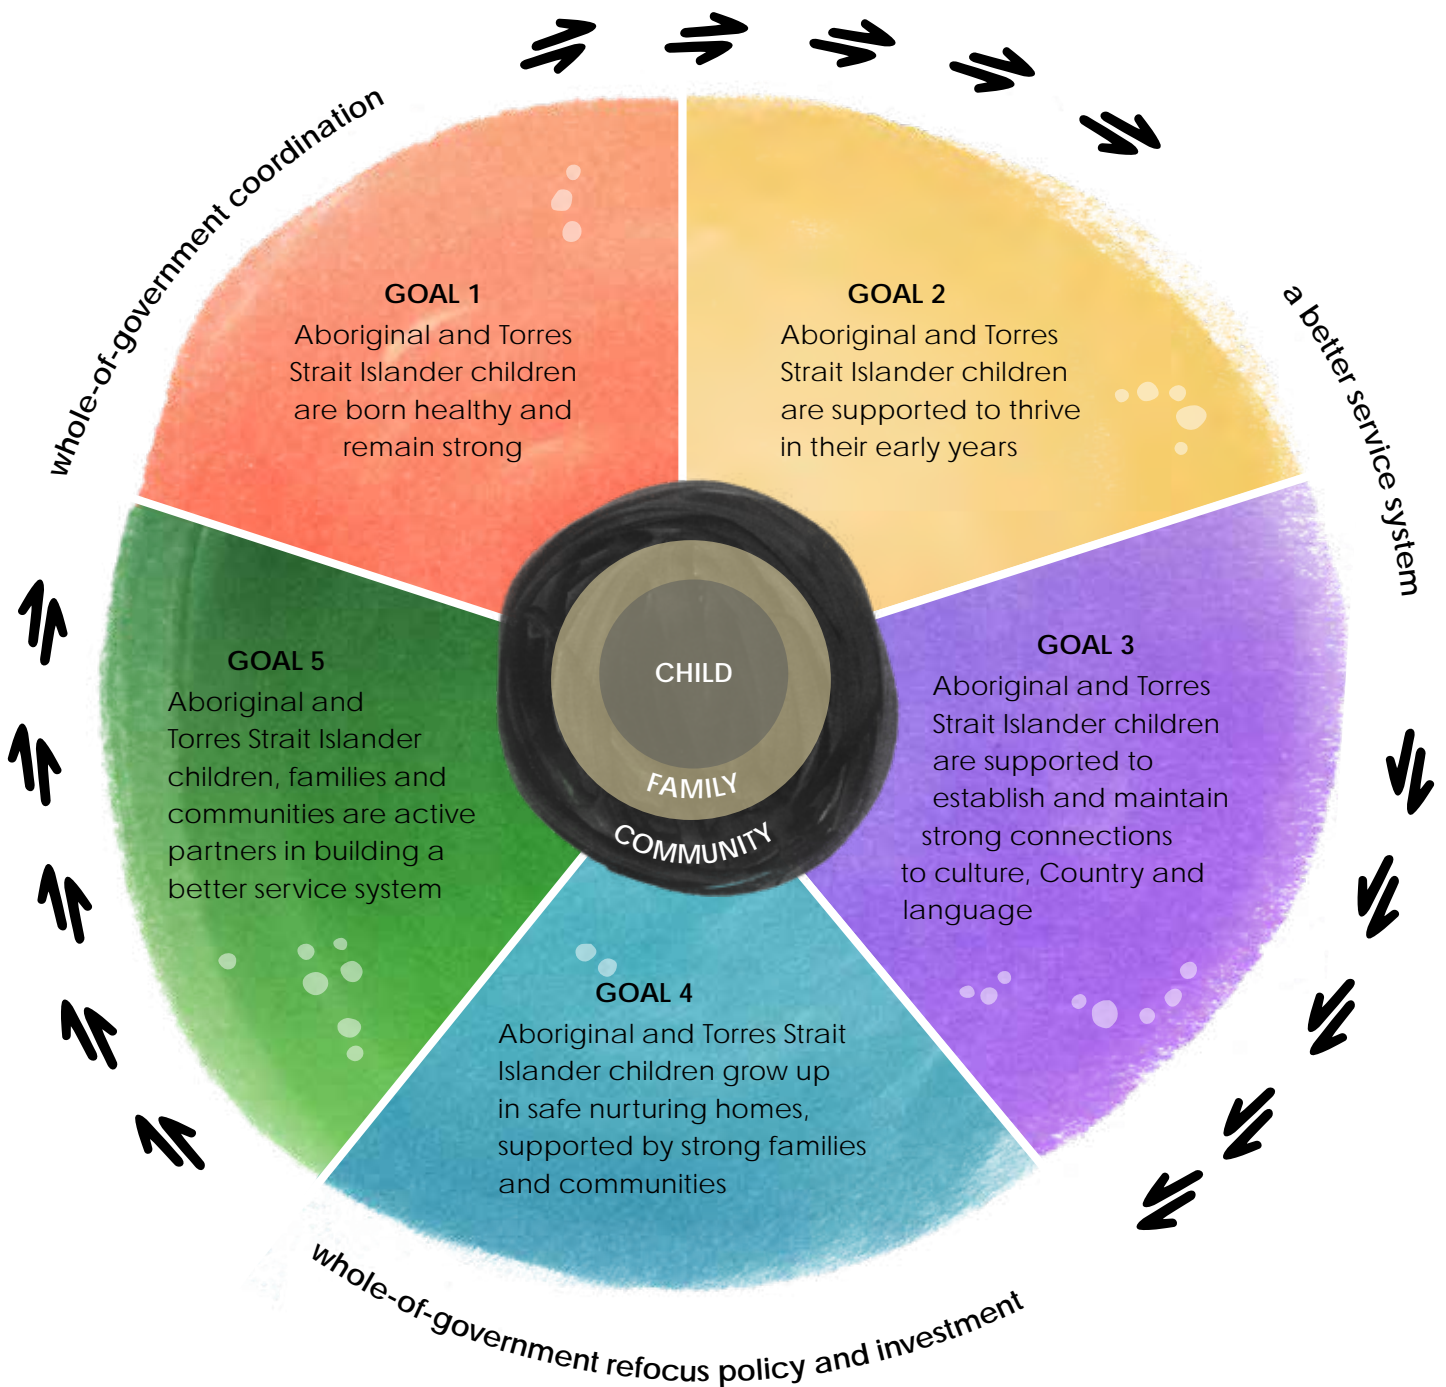 whole-of-government coordination
a better service system
GOAL 1
Aboriginal and Torres
Strait Islander children
are born healthy and
remain strong
GOAL 2
Aboriginal and Torres
Strait Islander children
are supported to thrive
in their early years
GOAL 3
Aboriginal and Torres
Strait Islander children
are supported to
establish and maintain
strong connections
to culture, Country and
language
GOAL 4
Aboriginal and Torres Strait
Islander children grow up
in safe nurturing homes,
supported by strong families
and communities
GOAL 5
Aboriginal and
Torres Strait Islander
children, families and
communities are active
partners in building a
better service system
CHILD
FAMILY
COMMUNITY
whole-of-government refocus policy and investment